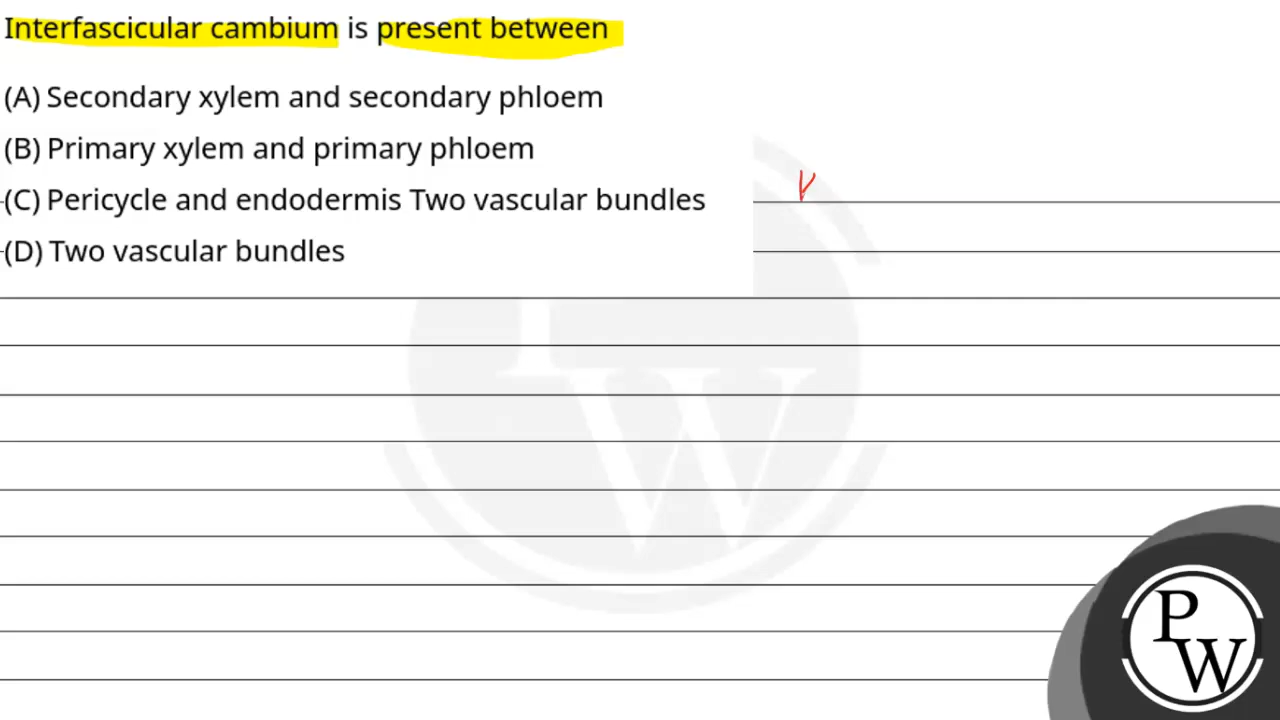 Interfascicular cambium is present between
(A) Secondary xylem and secondary phloem
(B) Primary xylem and primary phloem
(C) Pericycle and endodermis Two vascular bundles
(D) Two vascular bundles
P
W